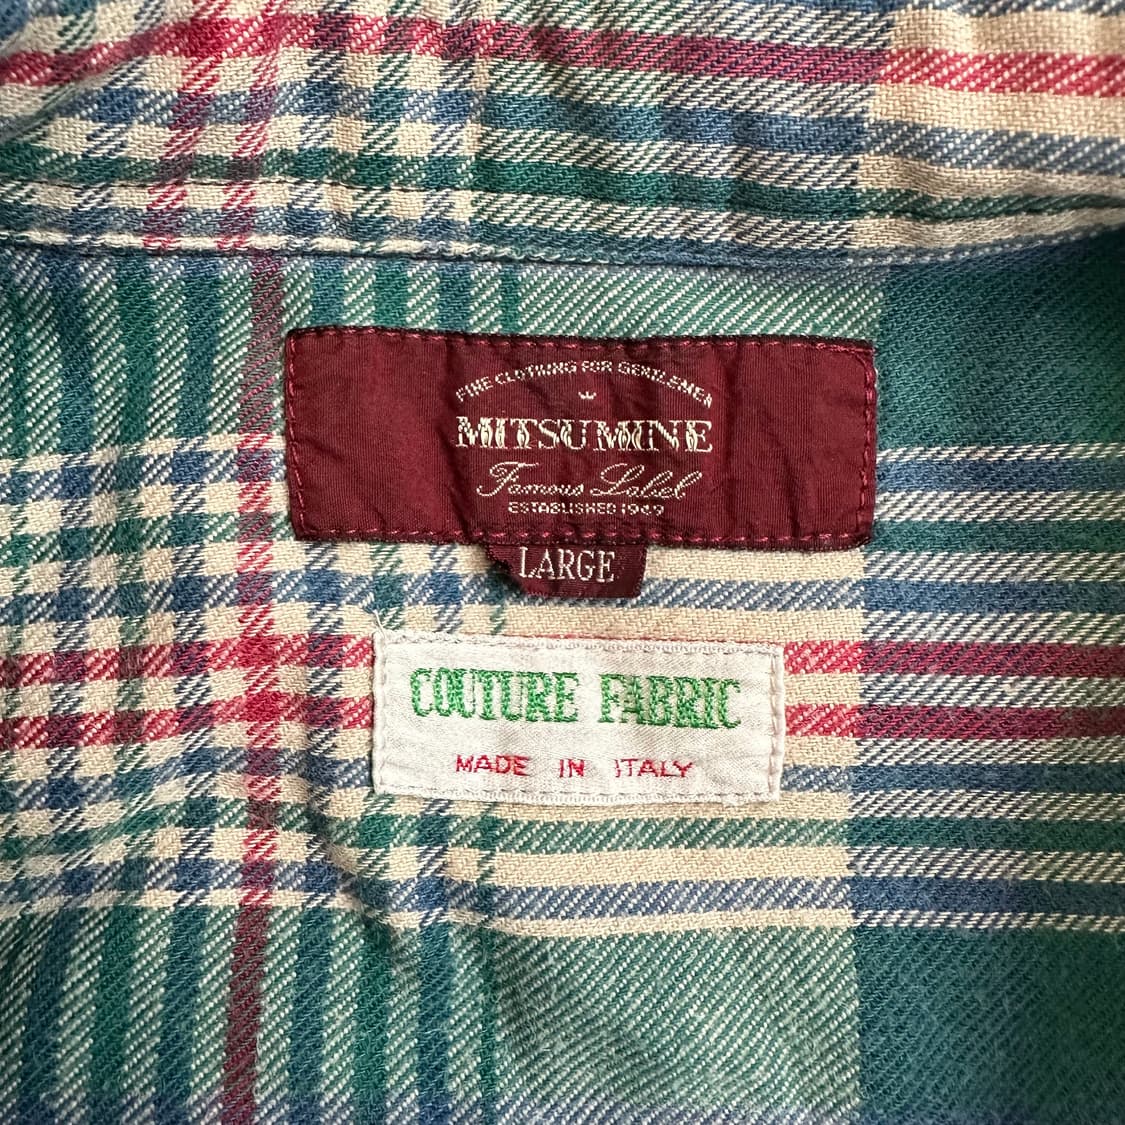 FINE CLOTHING FOR GENTLEMEN
MITSUMINE
Famous Label
ESTABLISHED 1949
LARGE
COUTURE FABRIC
MADE IN ITALY